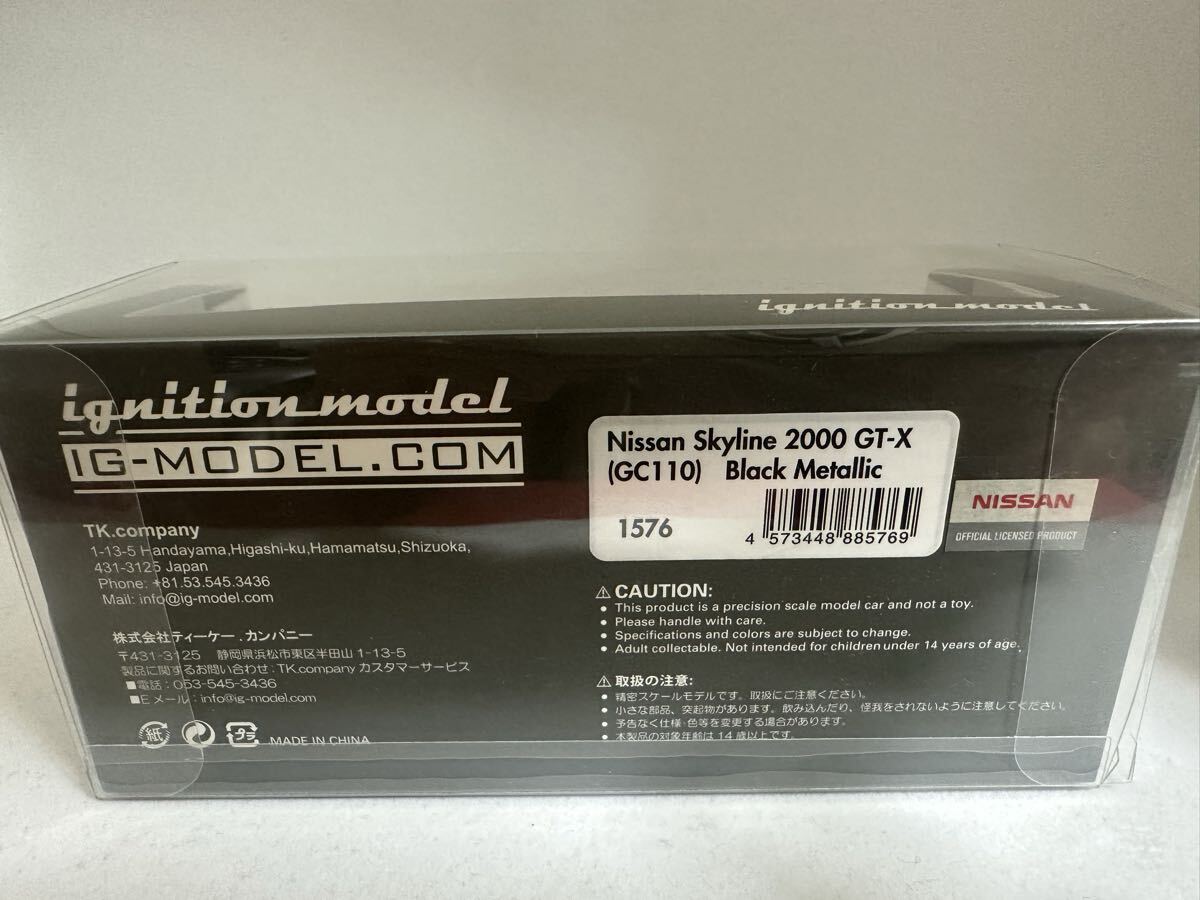 ignition model
ignition model
IG-MODEL.COM
TK.company
1-13-5 Handayama,Higashi-ku,Hamamatsu,Shizuoka,
431-3125 Japan
Phone: +81.53.545.3436
Mail: info@ig-model.com
株式会社ティーケー.カンパニー
〒431-3125 静岡県浜松市東区半田山1-13-5
製品に関するお問い合わせ:TK.company カスタマーサービス
■電話:053-545-3436
■Eメール:info@ig-model.com
紙 プラ MADE IN CHINA
Nissan Skyline 2000 GT-X
(GC110) Black Metallic
1576
4 573448 885769
NISSAN
OFFICIAL LICENSED PRODUCT
⚠ CAUTION:
• This product is a precision scale model car and not a toy.
• Please handle with care.
• Specifications and colors are subject to change.
• Adult collectable. Not intended for children under 14 years of age.
⚠ 取扱の注意:
• 精密スケールモデルです。取扱にご注意ください。
• 小さな部品、突起物があります。飲み込んだり、怪我をされないように注意してください。
• 予告なく仕様・色等を変更する場合があります。
• 本製品の対象年齢は14歳以上です。